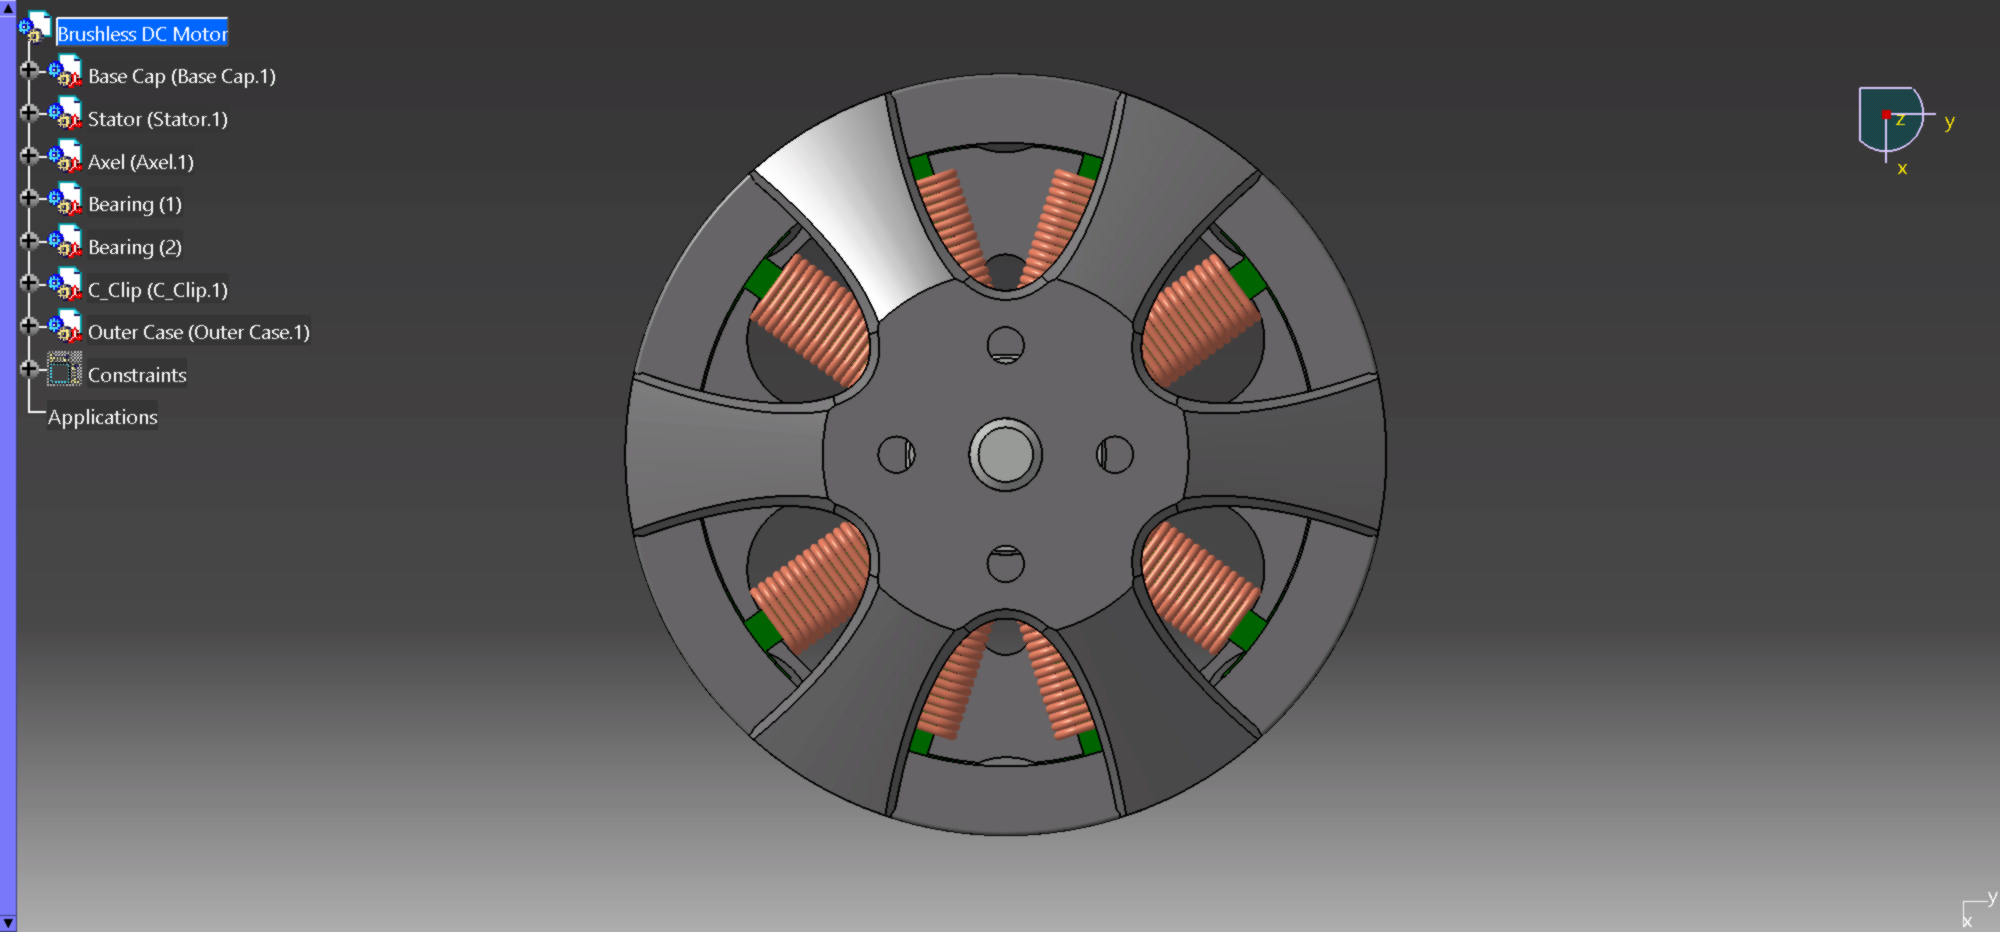 Brushless DC Motor
Base Cap (Base Cap.1)
Stator (Stator.1)
Axel (Axel.1)
Bearing (1)
Bearing (2)
C_Clip (C_Clip.1)
Outer Case (Outer Case.1)
Constraints
Applications
z
y
x
y
x